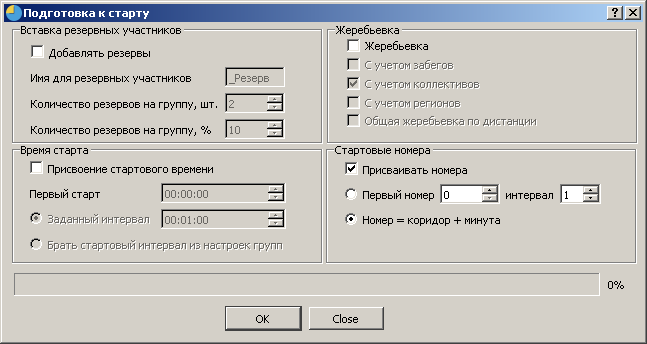 Подготовка к старту
Вставка резервных участников
Добавлять резервы
Имя для резервных участников _Резерв
Количество резервов на группу, шт. 2
Количество резервов на группу, % 10
Жеребьевка
Жеребьевка
С учетом забегов
С учетом коллективов
С учетом регионов
Общая жеребьевка по дистанции
Время старта
Присвоение стартового времени
Первый старт 00:00:00
Заданный интервал 00:01:00
Брать стартовый интервал из настроек групп
Стартовые номера
Присваивать номера
Первый номер 0 интервал 1
Номер = коридор + минута
0%
OK Close